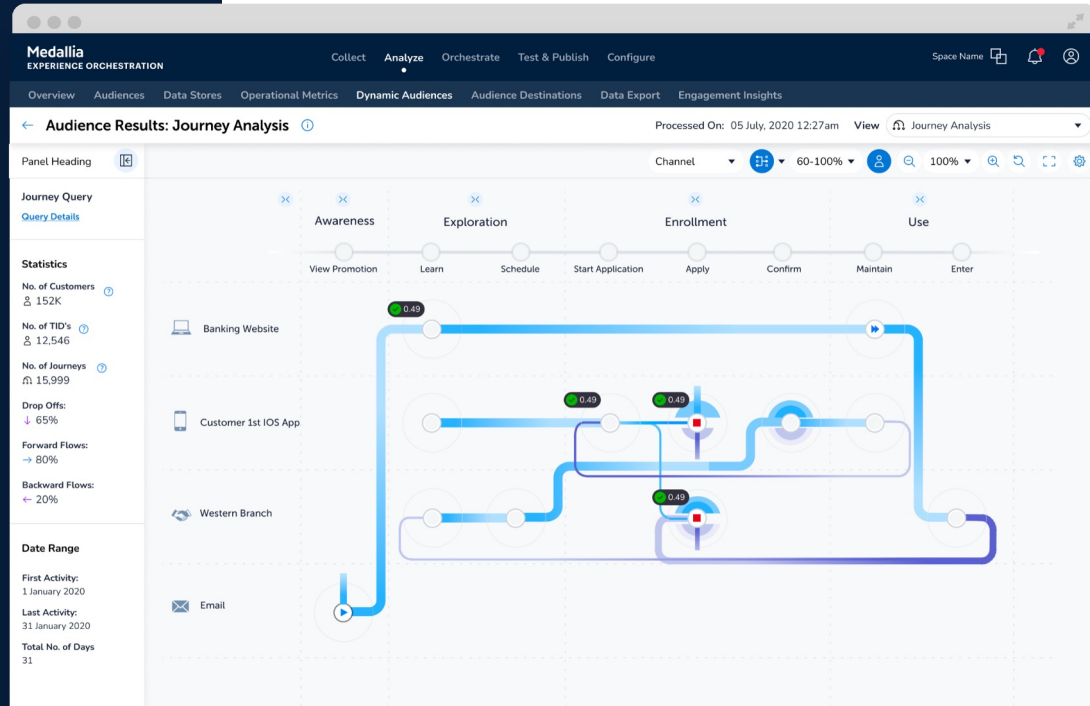 Medallia
EXPERIENCE ORCHESTRATION
Collect Analyze Orchestrate Test & Publish Configure
Space Name
Overview Audiences Data Stores Operational Metrics Dynamic Audiences Audience Destinations Data Export Engagement Insights
← Audience Results: Journey Analysis
Processed On: 05 July, 2020 12:27am View Journey Analysis
Panel Heading
Channel 60-100% 100%
Journey Query
Query Details
Statistics
No. of Customers
152K
No. of TID's
12,546
No. of Journeys
15,999
Drop Offs:
↓ 65%
Forward Flows:
→ 80%
Backward Flows:
← 20%
Date Range
First Activity:
1 January 2020
Last Activity:
31 January 2020
Total No. of Days
31
Awareness Exploration Enrollment Use
View Promotion Learn Schedule Start Application Apply Confirm Maintain Enter
0.49
Banking Website
0.49 0.49
Customer 1st IOS App
0.49
Western Branch
Email